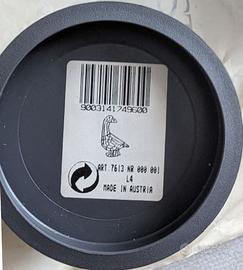 9003141749600
ART.7613 NR 000 001
L4
MADE IN AUSTRIA